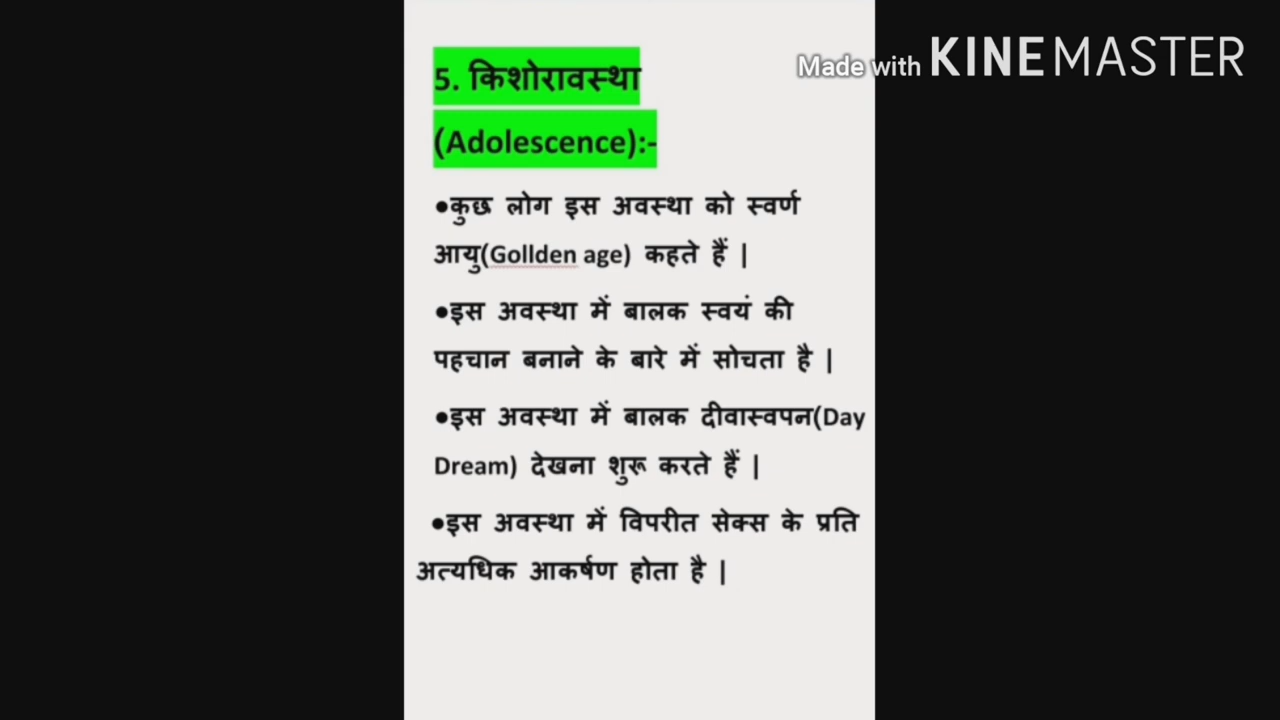 Made with KINEMASTER
5. किशोरावस्था
(Adolescence):-
●कुछ लोग इस अवस्था को स्वर्ण
आयु(Gollden age) कहते हैं |
●इस अवस्था में बालक स्वयं की
पहचान बनाने के बारे में सोचता है |
●इस अवस्था में बालक दीवास्वपन(Day
Dream) देखना शुरू करते हैं |
●इस अवस्था में विपरीत सेक्स के प्रति
अत्यधिक आकर्षण होता है |